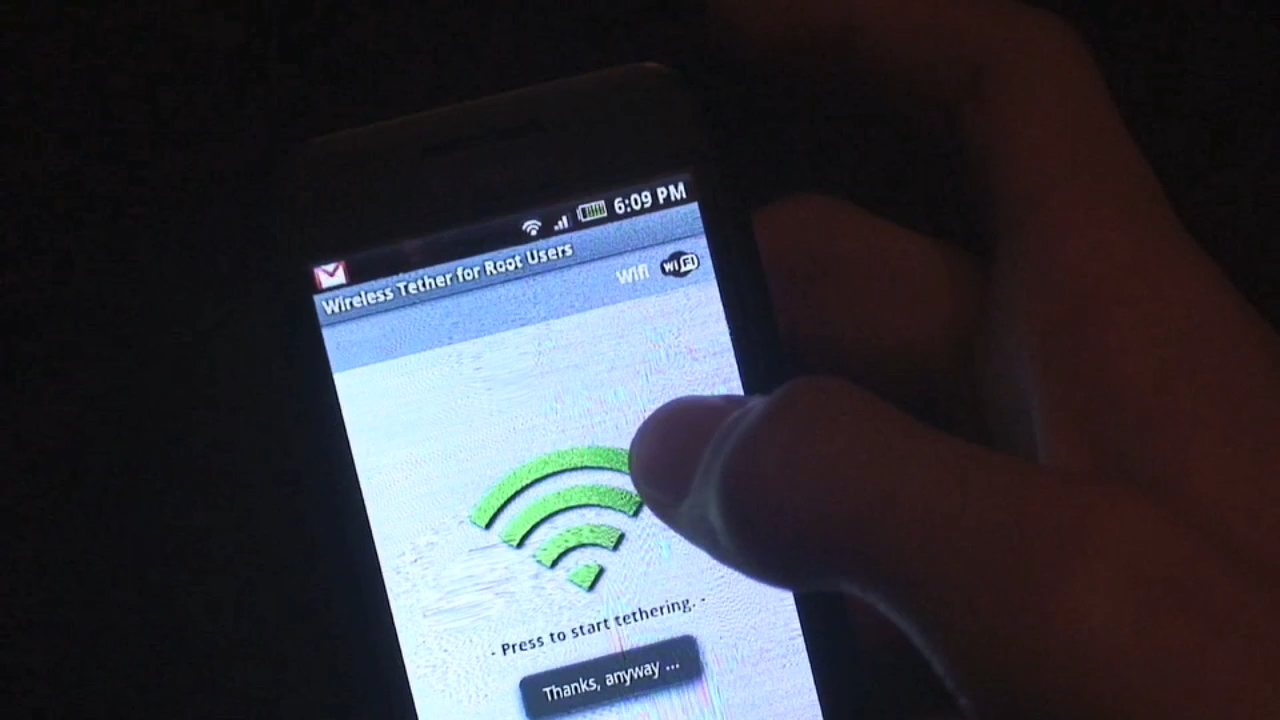 6:09 PM
Wireless Tether for Root Users
Wifi WiFi
- Press to start tethering. -
Thanks, anyway ...